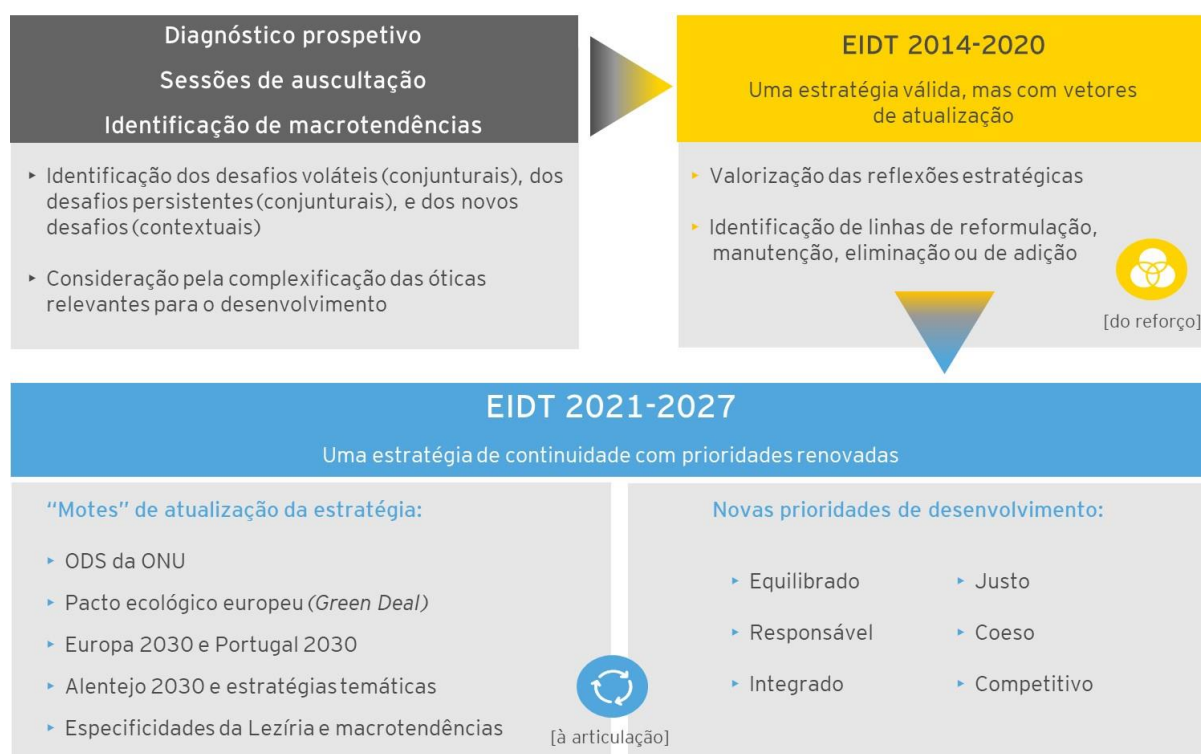 Diagnóstico prospetivo
Sessões de auscultação
Identificação de macrotendências
▸ Identificação dos desafios voláteis (conjunturais), dos
desafios persistentes (conjunturais), e dos novos
desafios (contextuais)
▸ Consideração pela complexificação das óticas
relevantes para o desenvolvimento
EIDT 2014-2020
Uma estratégia válida, mas com vetores
de atualização
▸ Valorização das reflexões estratégicas
▸ Identificação de linhas de reformulação,
manutenção, eliminação ou de adição
[do reforço]
EIDT 2021-2027
Uma estratégia de continuidade com prioridades renovadas
“Motes” de atualização da estratégia:
▸ ODS da ONU
▸ Pacto ecológico europeu (Green Deal)
▸ Europa 2030 e Portugal 2030
▸ Alentejo 2030 e estratégias temáticas
▸ Especificidades da Lezíria e macrotendências
[à articulação]
Novas prioridades de desenvolvimento:
▸ Equilibrado
▸ Responsável
▸ Integrado
▸ Justo
▸ Coeso
▸ Competitivo